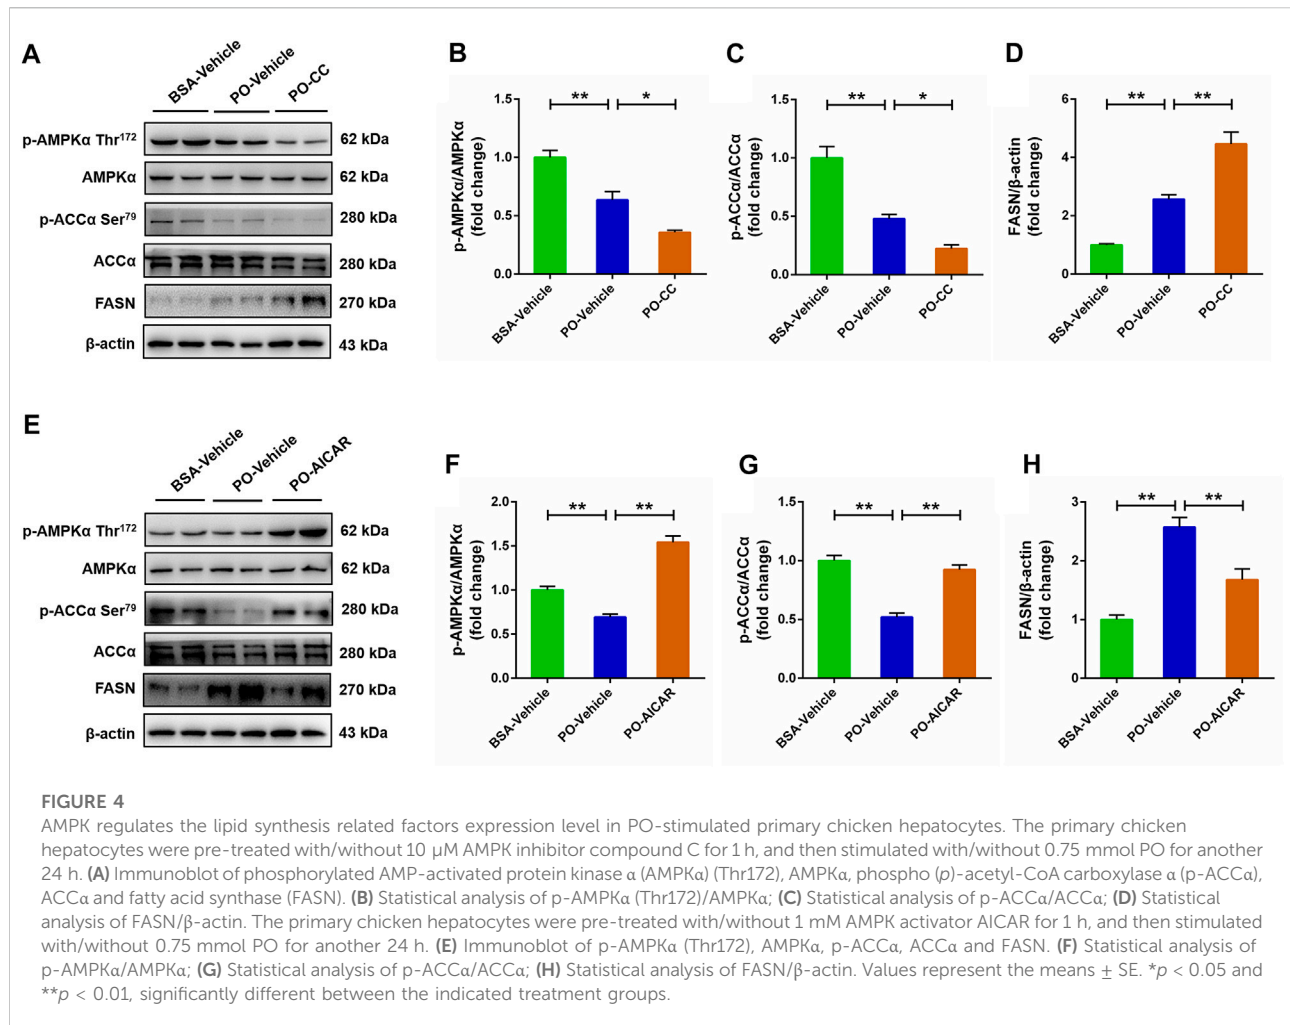 A
BSA-Vehicle
PO-Vehicle
PO-CC
p-AMPKα Thr¹⁷²
62 kDa
AMPKα
62 kDa
p-ACCα Ser⁷⁹
280 kDa
ACCα
280 kDa
FASN
270 kDa
β-actin
43 kDa
B
p-AMPKα/AMPKα
(fold change)
1.5
1.0
0.5
0.0
**
*
BSA-Vehicle
PO-Vehicle
PO-CC
C
p-ACCα/ACCα
(fold change)
1.5
1.0
0.5
0.0
**
*
BSA-Vehicle
PO-Vehicle
PO-CC
D
FASN/β-actin
(fold change)
6
4
2
0
**
**
BSA-Vehicle
PO-Vehicle
PO-CC
E
BSA-Vehicle
PO-Vehicle
PO-AICAR
p-AMPKα Thr¹⁷²
62 kDa
AMPKα
62 kDa
p-ACCα Ser⁷⁹
280 kDa
ACCα
280 kDa
FASN
270 kDa
β-actin
43 kDa
F
p-AMPKα/AMPKα
(fold change)
2.0
1.5
1.0
0.5
0.0
**
**
BSA-Vehicle
PO-Vehicle
PO-AICAR
G
p-ACCα/ACCα
(fold change)
1.5
1.0
0.5
0.0
**
**
BSA-Vehicle
PO-Vehicle
PO-AICAR
H
FASN/β-actin
(fold change)
3
2
1
0
**
**
BSA-Vehicle
PO-Vehicle
PO-AICAR
FIGURE 4
AMPK regulates the lipid synthesis related factors expression level in PO-stimulated primary chicken hepatocytes. The primary chicken
hepatocytes were pre-treated with/without 10 μM AMPK inhibitor compound C for 1 h, and then stimulated with/without 0.75 mmol PO for another
24 h. (A) Immunoblot of phosphorylated AMP-activated protein kinase α (AMPKα) (Thr172), AMPKα, phospho (p)-acetyl-CoA carboxylase α (p-ACCα),
ACCα and fatty acid synthase (FASN). (B) Statistical analysis of p-AMPKα (Thr172)/AMPKα; (C) Statistical analysis of p-ACCα/ACCα; (D) Statistical
analysis of FASN/β-actin. The primary chicken hepatocytes were pre-treated with/without 1 mM AMPK activator AICAR for 1 h, and then stimulated
with/without 0.75 mmol PO for another 24 h. (E) Immunoblot of p-AMPKα (Thr172), AMPKα, p-ACCα, ACCα and FASN. (F) Statistical analysis of
p-AMPKα/AMPKα; (G) Statistical analysis of p-ACCα/ACCα; (H) Statistical analysis of FASN/β-actin. Values represent the means ± SE. *p < 0.05 and
**p < 0.01, significantly different between the indicated treatment groups.